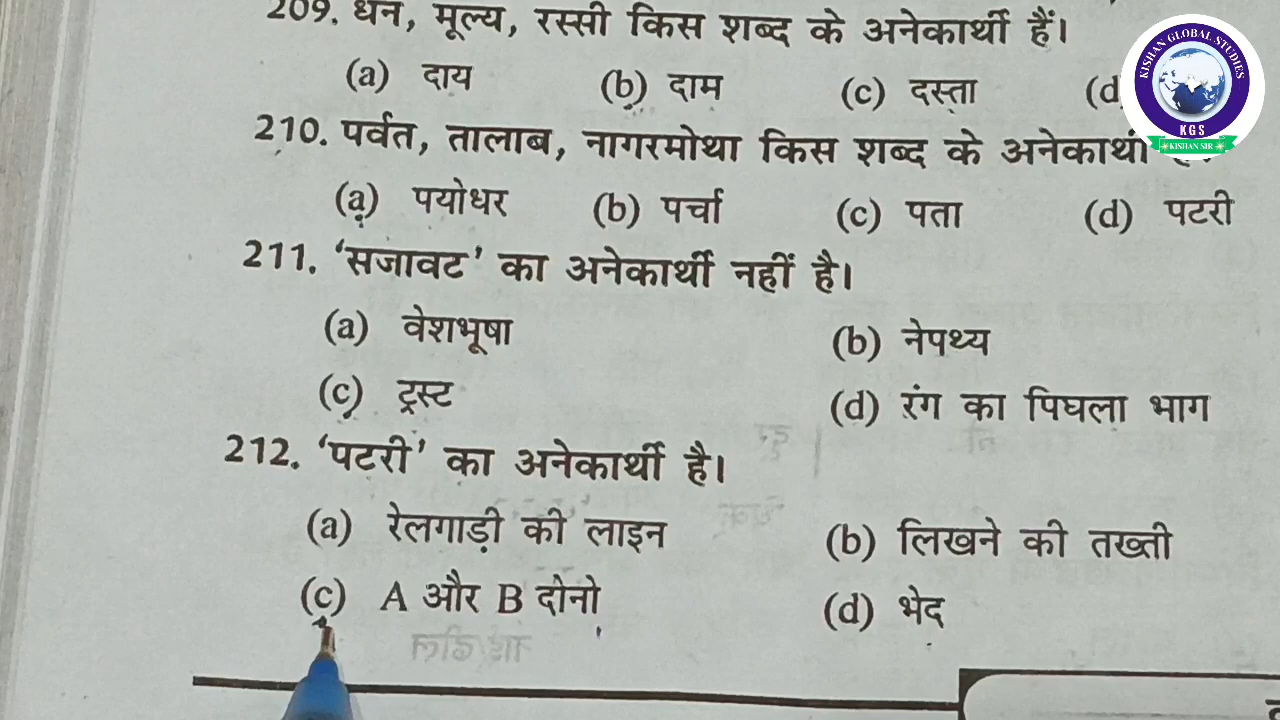 209. धन, मूल्य, रस्सी किस शब्द के अनेकार्थी हैं।
(a) दाय (b) दाम (c) दस्ता (d
210. पर्वत, तालाब, नागरमोथा किस शब्द के अनेकार्थी
(a) पयोधर (b) पर्चा (c) पता (d) पटरी
211. ‘सजावट’ का अनेकार्थी नहीं है।
(a) वेशभूषा (b) नेपथ्य
(c) ट्रस्ट (d) रंग का पिघला भाग
212. ‘पटरी’ का अनेकार्थी है।
(a) रेलगाड़ी की लाइन (b) लिखने की तख्ती
(c) A और B दोनो (d) भेद
KISHAN GLOBAL STUDIES
KGS
KISHAN SIR